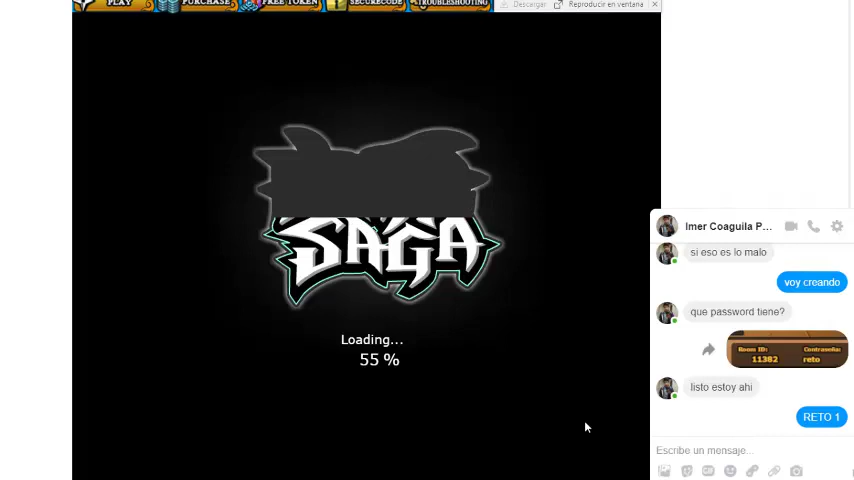 PLAY
PURCHASE
FREE TOKEN
SECURECODE
TROUBLESHOOTING
Descargar
Reproducir en ventana
SAGA
Loading...
55 %
Imer Coaguila P...
si eso es lo malo
voy creando
que password tiene?
Room ID:
Contraseña:
11382
reto
listo estoy ahi
RETO 1
Escribe un mensaje...
GIF